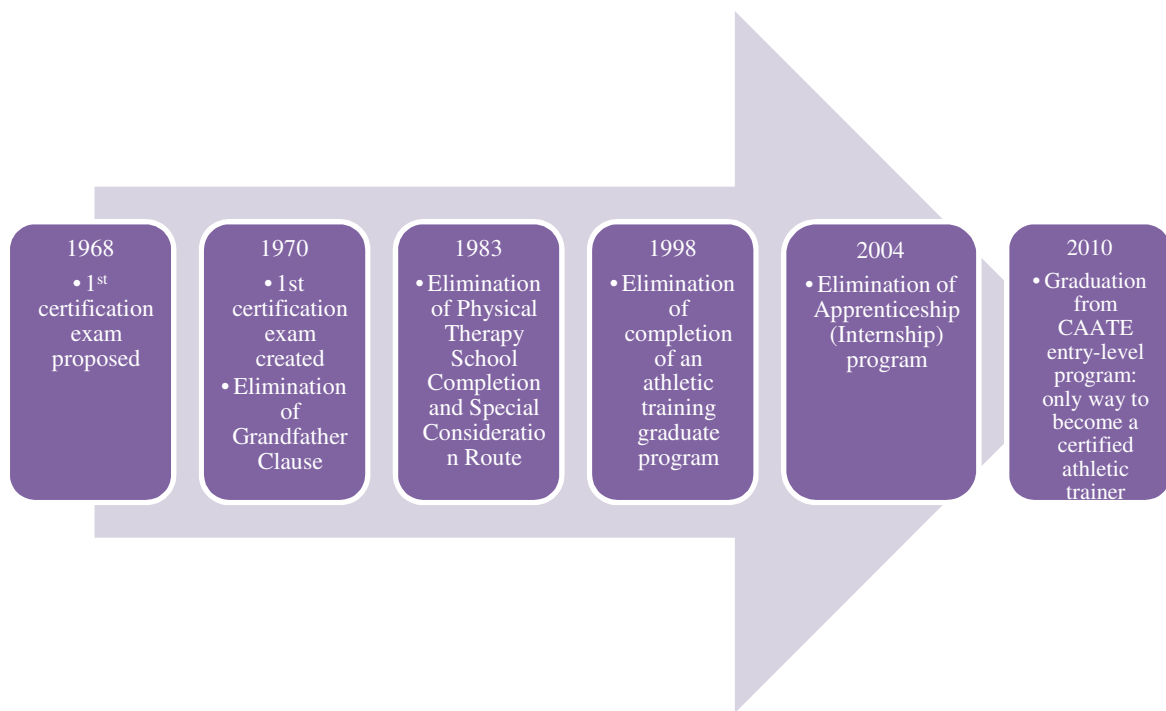 1968
• 1st
certification
exam
proposed
1970
• 1st
certification
exam
created
• Elimination
of
Grandfather
Clause
1983
• Elimination
of Physical
Therapy
School
Completion
and Special
Consideratio
n Route
1998
• Elimination
of
completion
of an
athletic
training
graduate
program
2004
• Elimination of
Apprenticeship
(Internship)
program
2010
• Graduation
from
CAATE
entry-level
program:
only way to
become a
certified
athletic
trainer